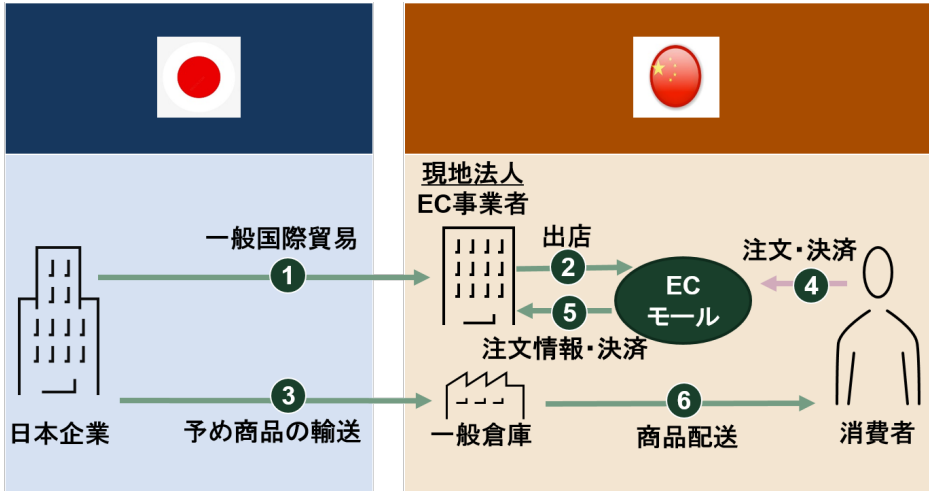 現地法人
EC事業者
一般国際貿易
1
出店
2
注文・決済
4
EC
モール
5
注文情報・決済
3
予め商品の輸送
6
商品配送
日本企業
一般倉庫
消費者